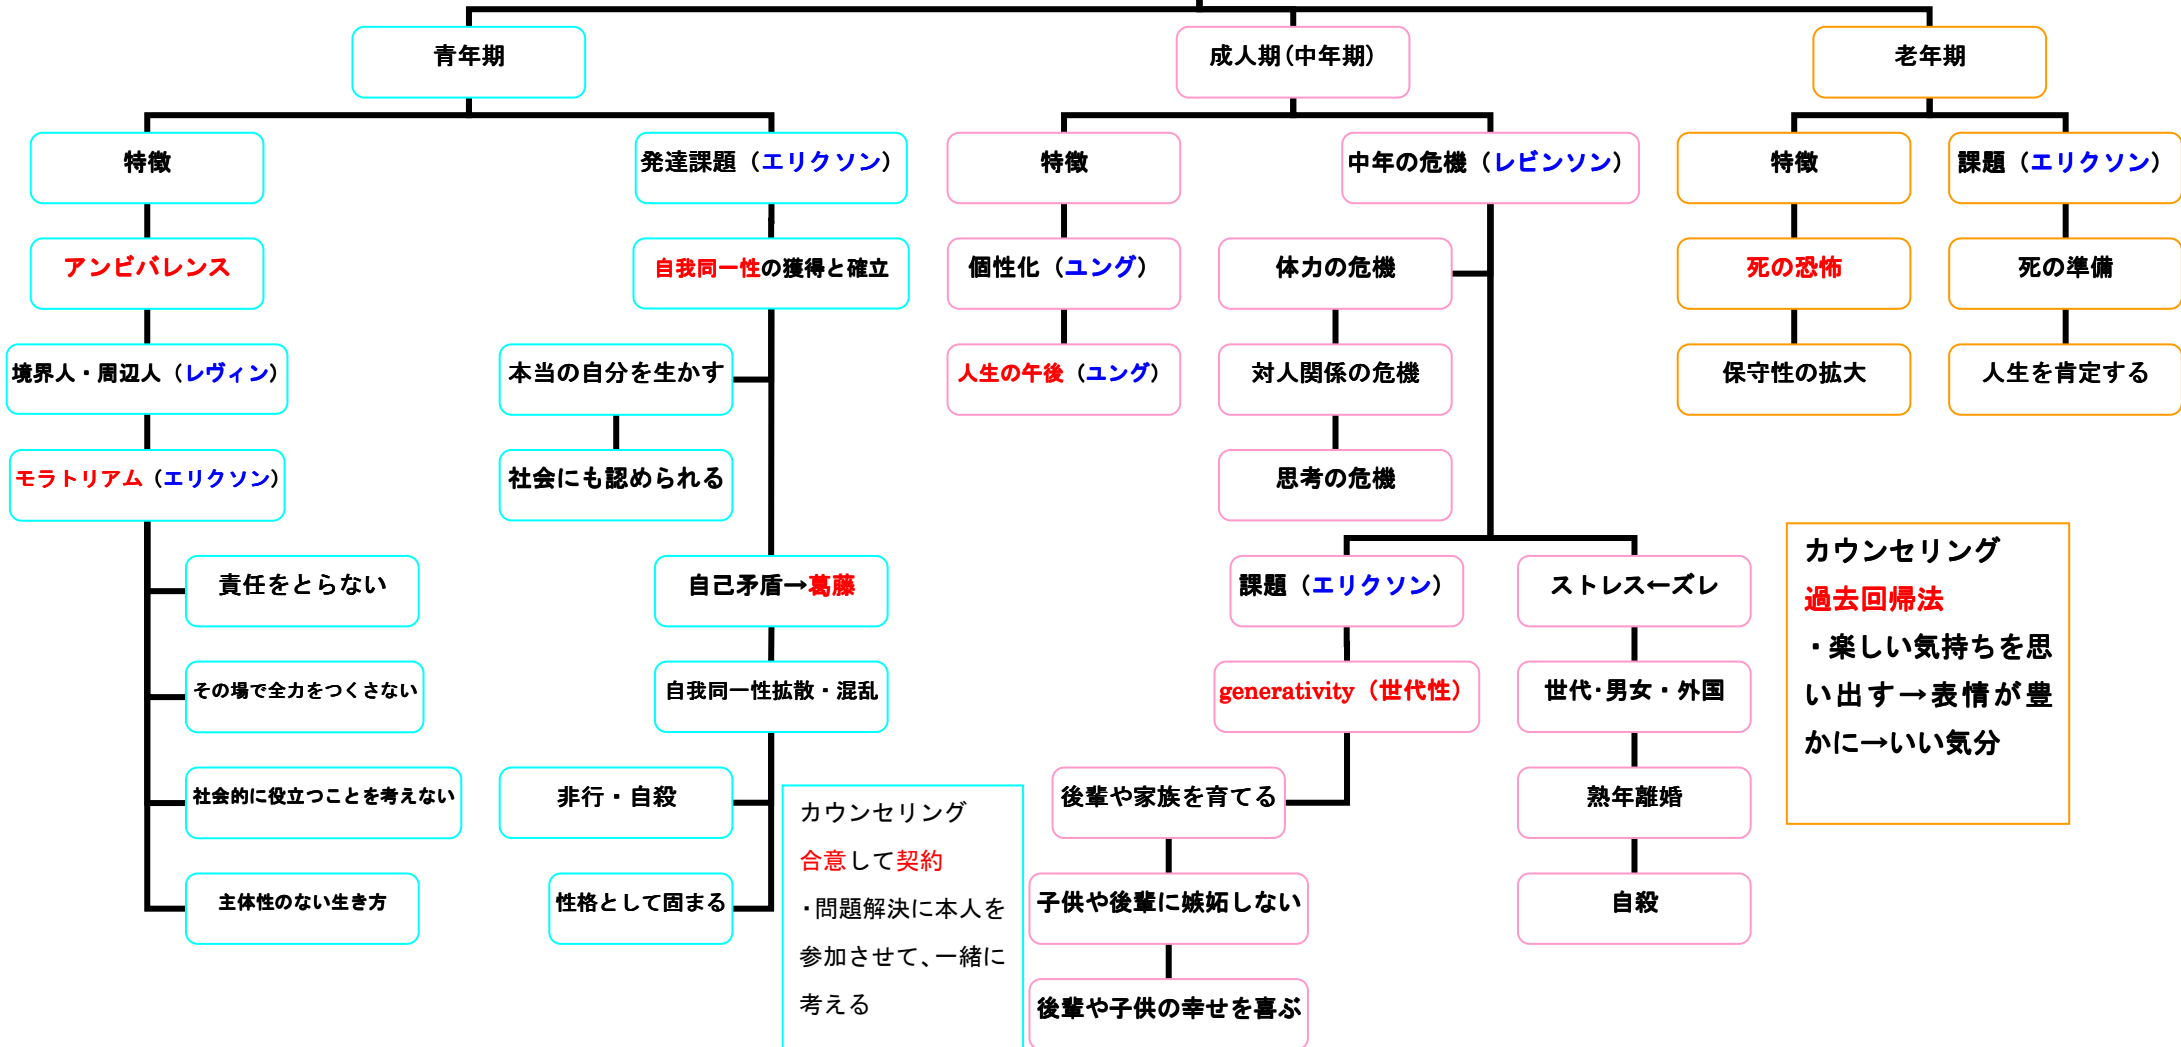 青年期
成人期(中年期)
老年期
特徴
発達課題（エリクソン）
特徴
中年の危機（レビンソン）
特徴
課題（エリクソン）
アンビバレンス
自我同一性の獲得と確立
個性化（ユング）
体力の危機
死の恐怖
死の準備
境界人・周辺人（レヴィン）
本当の自分を生かす
人生の午後（ユング）
対人関係の危機
保守性の拡大
人生を肯定する
モラトリアム（エリクソン）
社会にも認められる
思考の危機
責任をとらない
自己矛盾→葛藤
課題（エリクソン）
ストレス←ズレ
その場で全力をつくさない
自我同一性拡散・混乱
generativity（世代性）
世代・男女・外国
社会的に役立つことを考えない
非行・自殺
後輩や家族を育てる
熟年離婚
主体性のない生き方
性格として固まる
子供や後輩に嫉妬しない
自殺
後輩や子供の幸せを喜ぶ
カウンセリング
合意して契約
・問題解決に本人を
参加させて、一緒に
考える
カウンセリング
過去回帰法
・楽しい気持ちを思
い出す→表情が豊
かに→いい気分